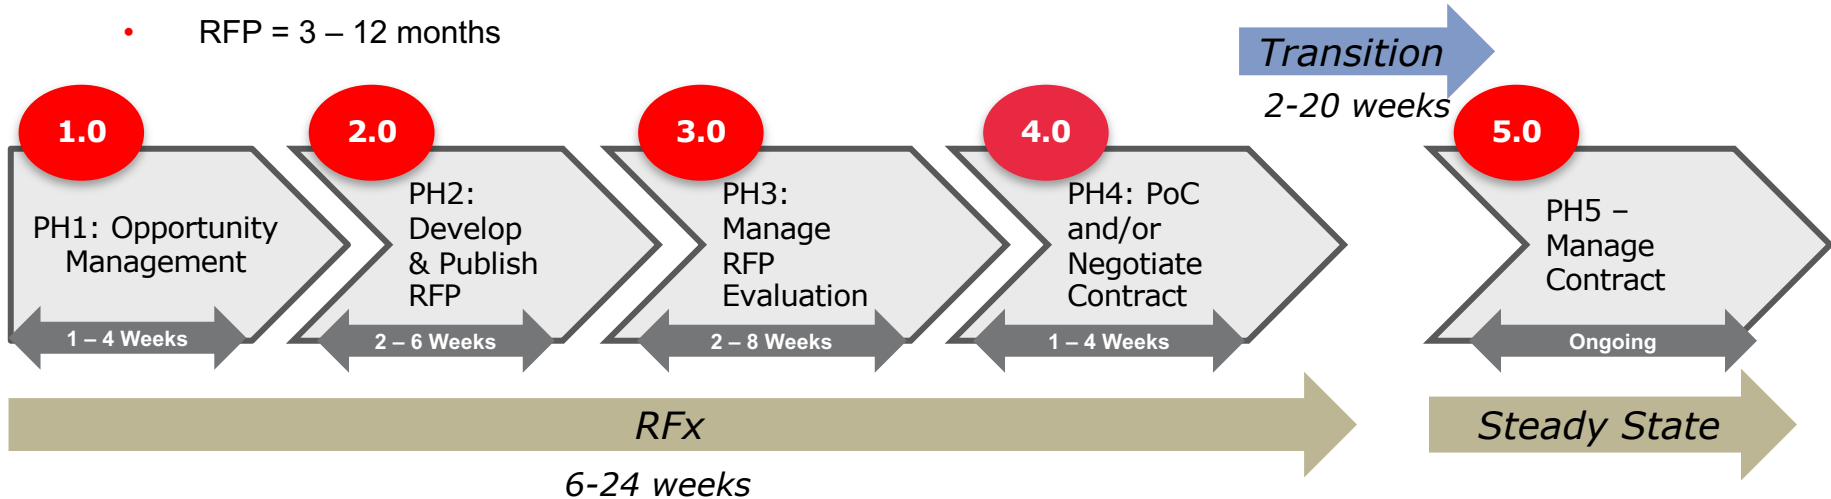 • RFP = 3 – 12 months
Transition
2-20 weeks
1.0
2.0
3.0
4.0
5.0
PH1: Opportunity
Management
PH2:
Develop
& Publish
RFP
PH3:
Manage
RFP
Evaluation
PH4: PoC
and/or
Negotiate
Contract
PH5 –
Manage
Contract
1 – 4 Weeks
2 – 6 Weeks
2 – 8 Weeks
1 – 4 Weeks
Ongoing
RFx
Steady State
6-24 weeks